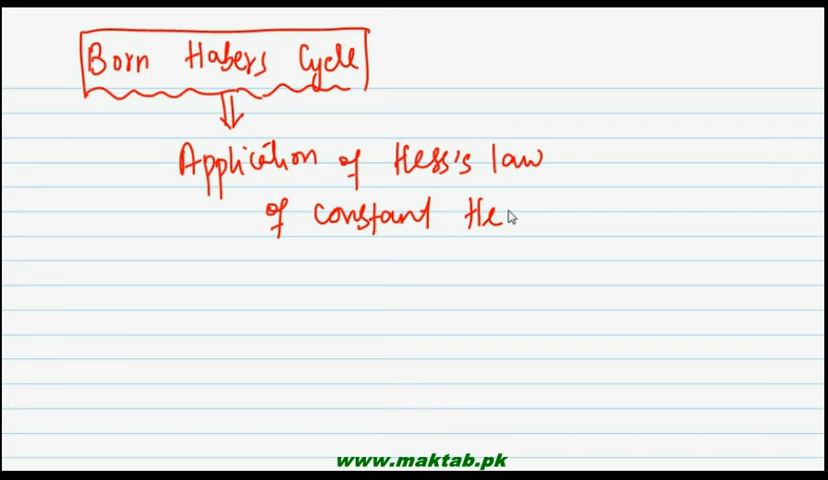 Born Habers Cycle
Application of Hess's law
of constant He
www.maktab.pk